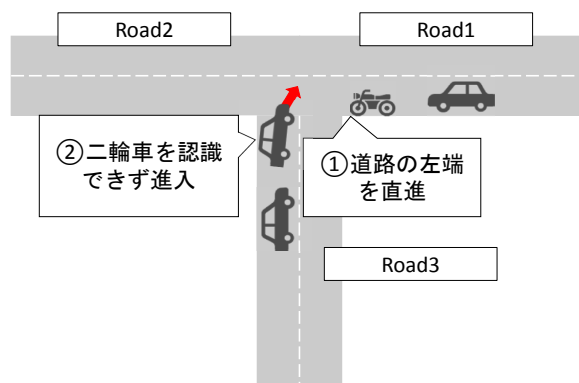 Road2
Road1
②二輪車を認識
できず進入
①道路の左端
を直進
Road3